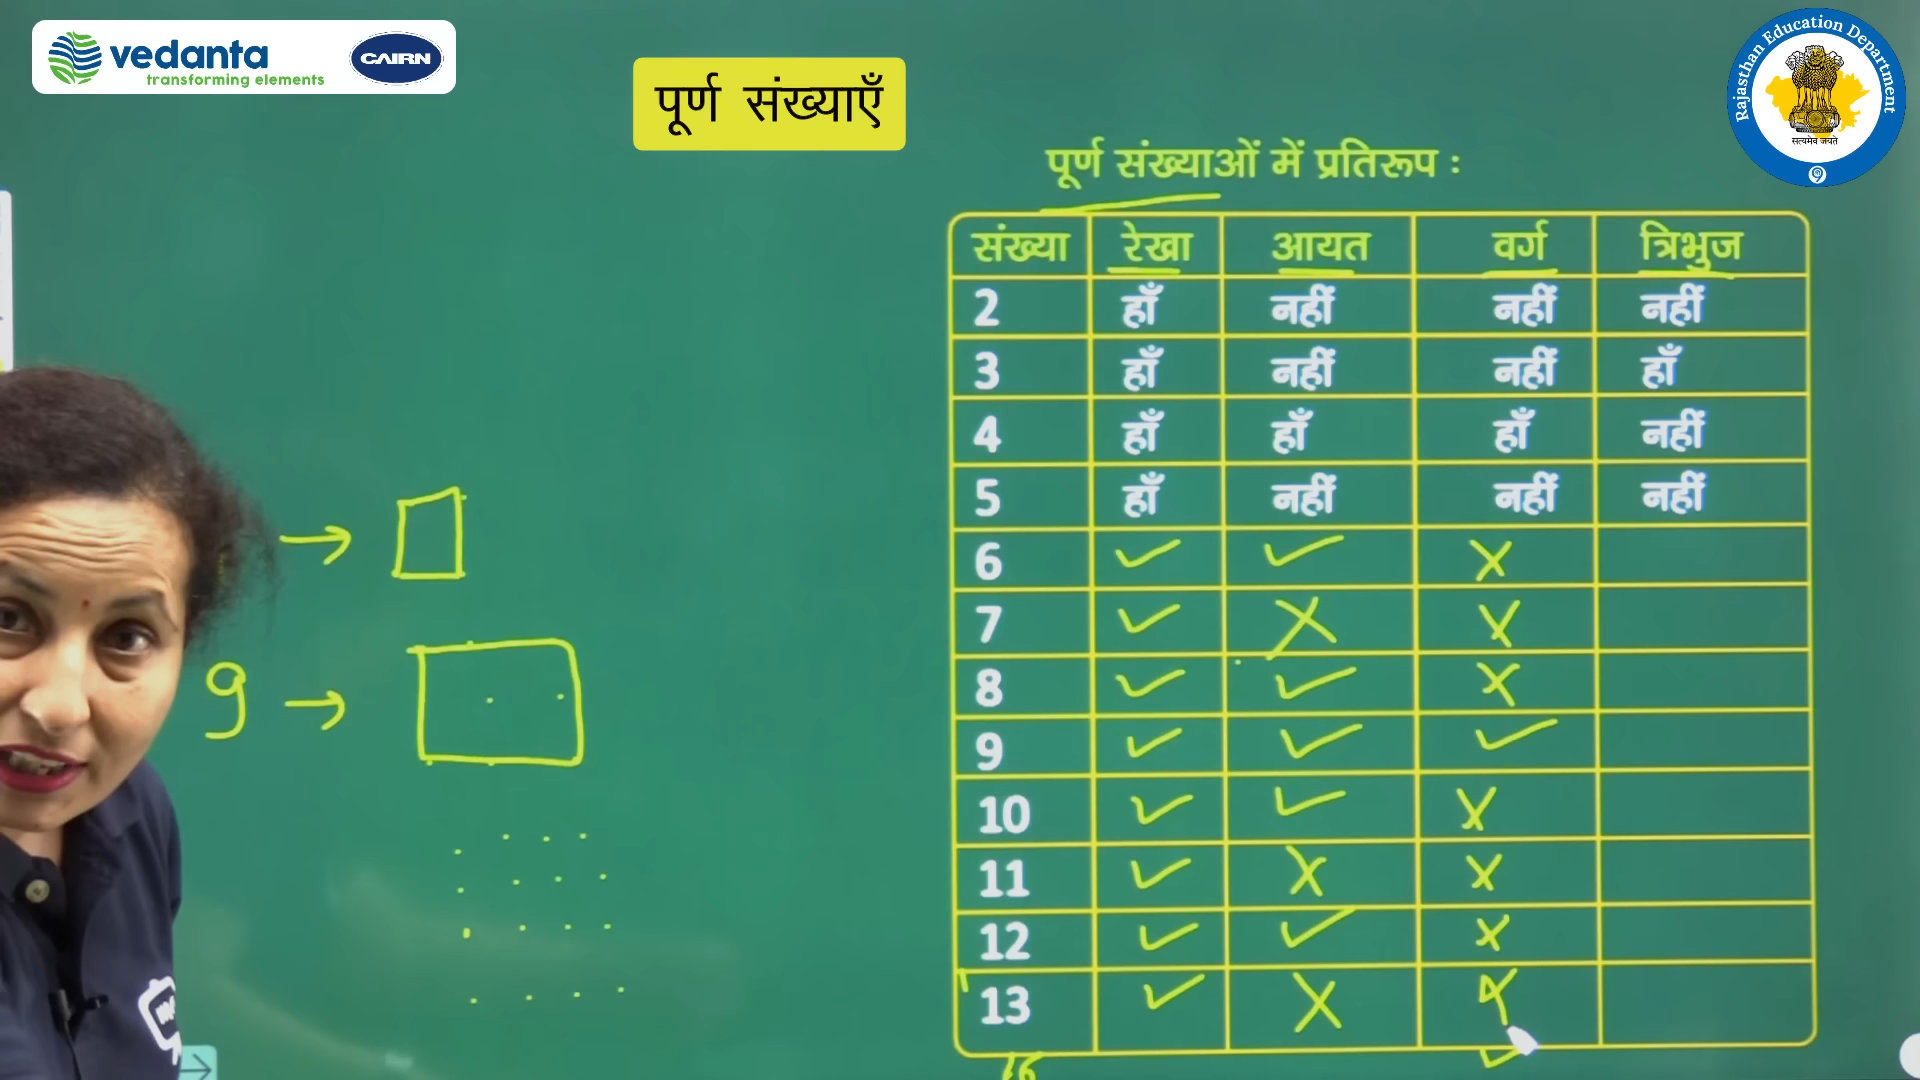 vedanta
transforming elements
CAIRN
पूर्ण संख्याएँ
Rajasthan Education Department
सत्यमेव जयते
पूर्ण संख्याओं में प्रतिरूप :
संख्या रेखा आयत वर्ग त्रिभुज
2 हाँ नहीं नहीं नहीं
3 हाँ नहीं नहीं हाँ
4 हाँ हाँ हाँ नहीं
5 हाँ नहीं नहीं नहीं
6 ✓ ✓ ✗
7 ✓ ✗ ✗
8 ✓ ✓ ✗
9 ✓ ✓ ✓
10 ✓ ✓ ✗
11 ✓ ✗ ✗
12 ✓ ✓ ✗
13 ✓ ✗ ✗
16 ✓
→
9 →